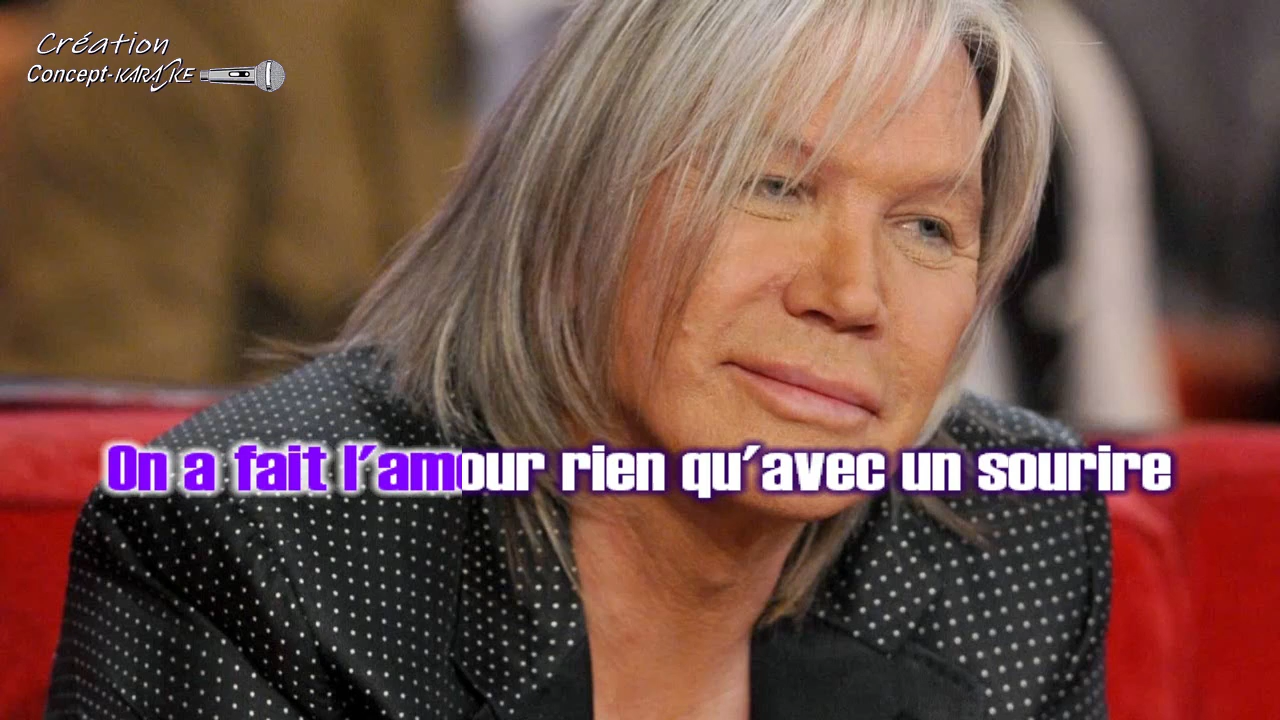 Création
Concept-KARAOKE
On a fait l'amour rien qu'avec un sourire